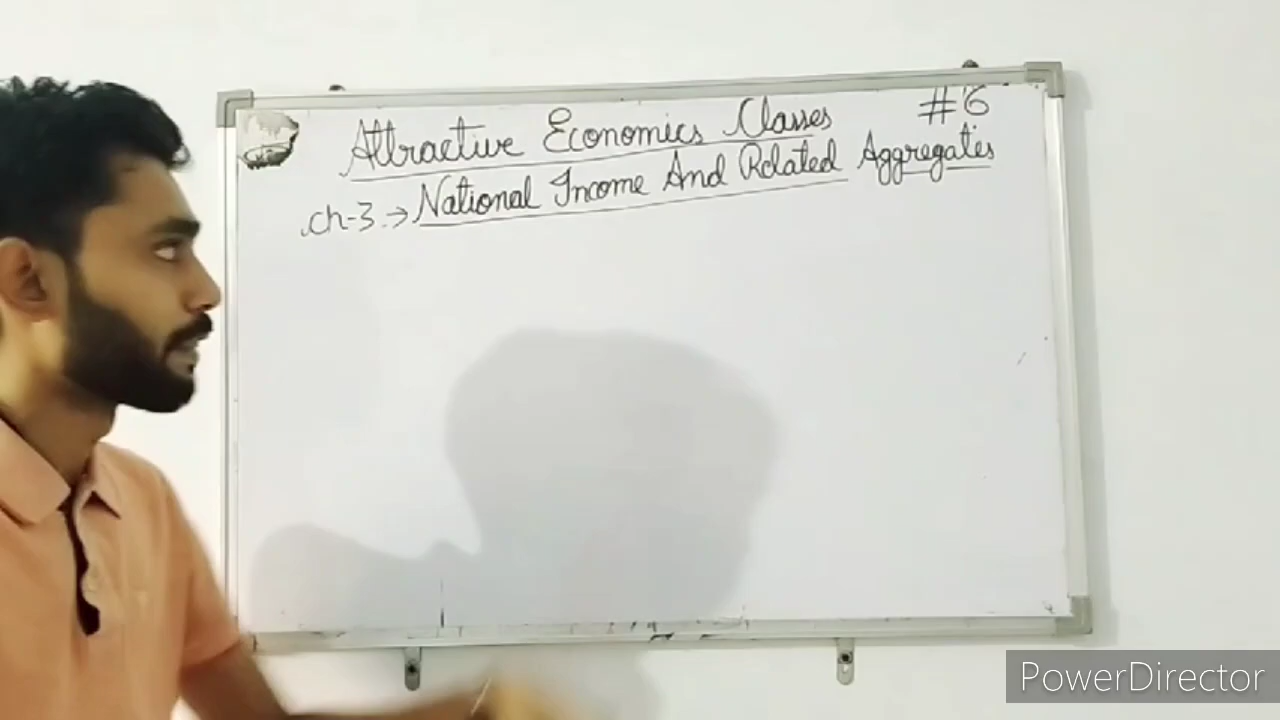 Attractive Economics Classes #6
Ch-3 → National Income And Related Aggregates
PowerDirector